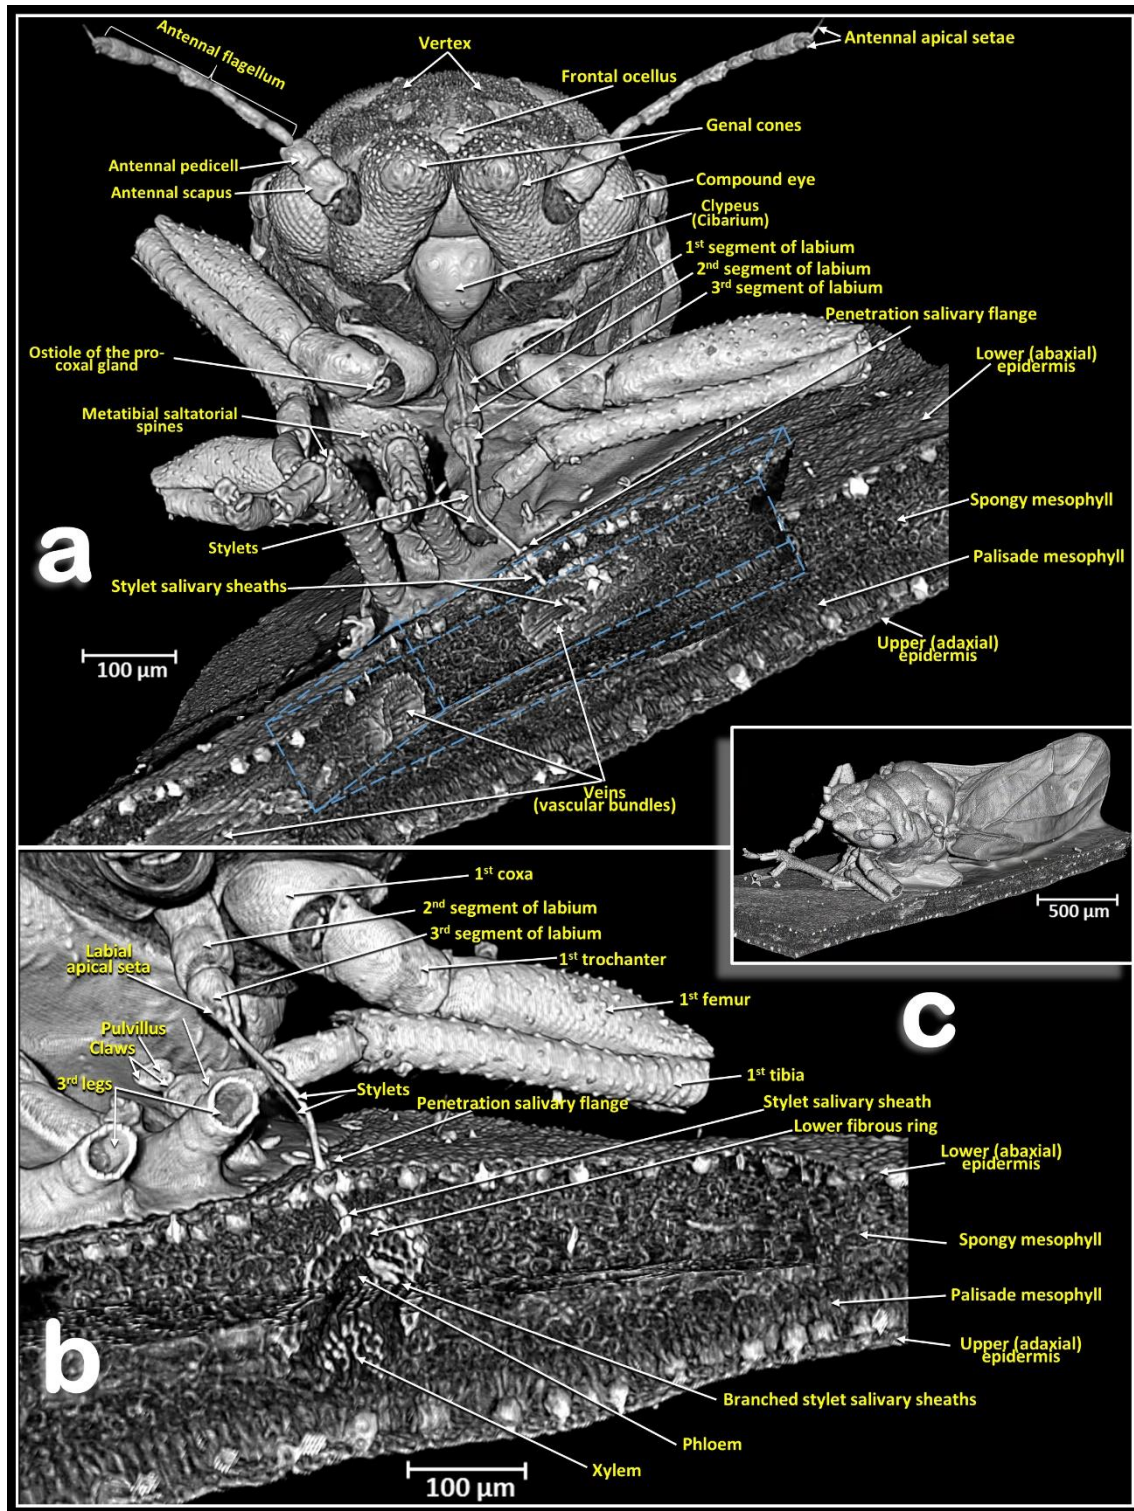 Antennal flagellum
Vertex
Antennal apical setae
Frontal ocellus
Genal cones
Antennal pedicell
Antennal scapus
Compound eye
Clypeus
(Cibarium)
1st segment of labium
2nd segment of labium
3rd segment of labium
Penetration salivary flange
Ostiole of the pro-
coxal gland
Lower (abaxial)
epidermis
Metatibial saltatorial
spines
a
Spongy mesophyll
Stylets
Palisade mesophyll
Stylet salivary sheaths
Upper (adaxial)
epidermis
100 µm
Veins
(vascular bundles)
500 µm
c
1st coxa
2nd segment of labium
3rd segment of labium
Labial
apical seta
1st trochanter
1st femur
Pulvillus
Claws
3rd legs
1st tibia
Stylets
Penetration salivary flange
Stylet salivary sheath
Lower fibrous ring
Lower (abaxial)
epidermis
Spongy mesophyll
Palisade mesophyll
b
Upper (adaxial)
epidermis
Branched stylet salivary sheaths
Phloem
Xylem
100 µm